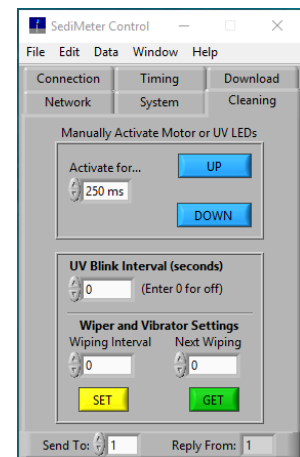 SediMeter Control
File Edit Data Window Help
Connection Timing Download
Network System Cleaning
Manually Activate Motor or UV LEDs
Activate for... UP
250 ms
DOWN
UV Blink Interval (seconds)
0 (Enter 0 for off)
Wiper and Vibrator Settings
Wiping Interval Next Wiping
0 0
SET GET
Send To: 1 Reply From: 1